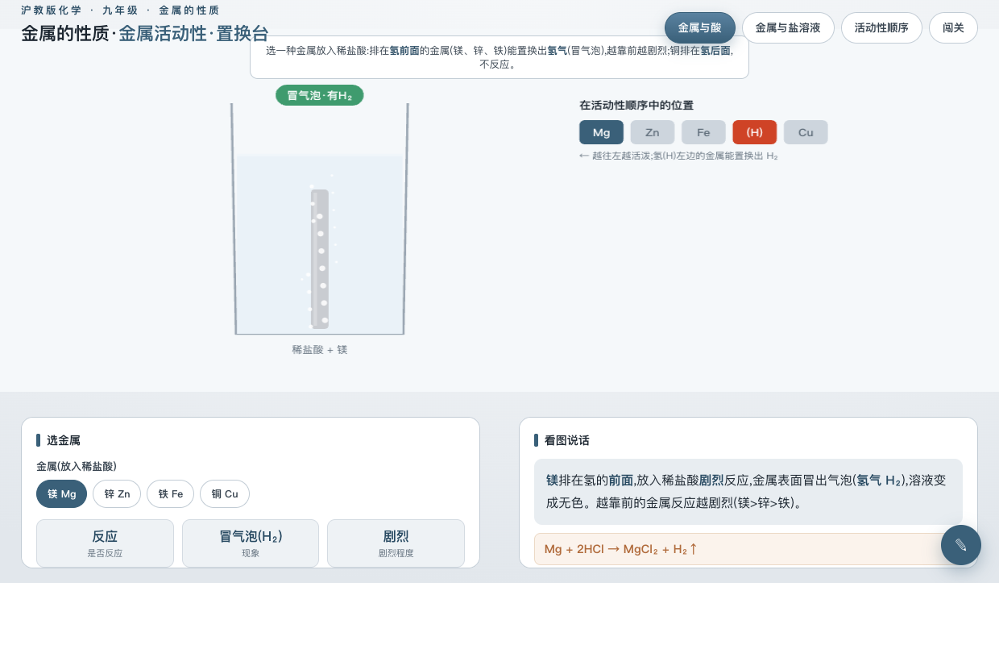 沪教版化学 · 九年级 · 金属的性质
金属的性质·金属活动性·置换台
金属与酸
金属与盐溶液
活动性顺序
闯关
选一种金属放入稀盐酸:排在氢前面的金属(镁、锌、铁)能置换出氢气(冒气泡),越靠前越剧烈;铜排在氢后面,
不反应。
冒气泡·有H₂
稀盐酸 + 镁
在活动性顺序中的位置
Mg
Zn
Fe
(H)
Cu
← 越往左越活泼;氢(H)左边的金属能置换出 H₂
选金属
金属(放入稀盐酸)
镁 Mg
锌 Zn
铁 Fe
铜 Cu
反应
是否反应
冒气泡(H₂)
现象
剧烈
剧烈程度
看图说话
镁排在氢的前面,放入稀盐酸剧烈反应,金属表面冒出气泡(氢气 H₂),溶液变
成无色。越靠前的金属反应越剧烈(镁>锌>铁)。
Mg + 2HCl → MgCl₂ + H₂ ↑